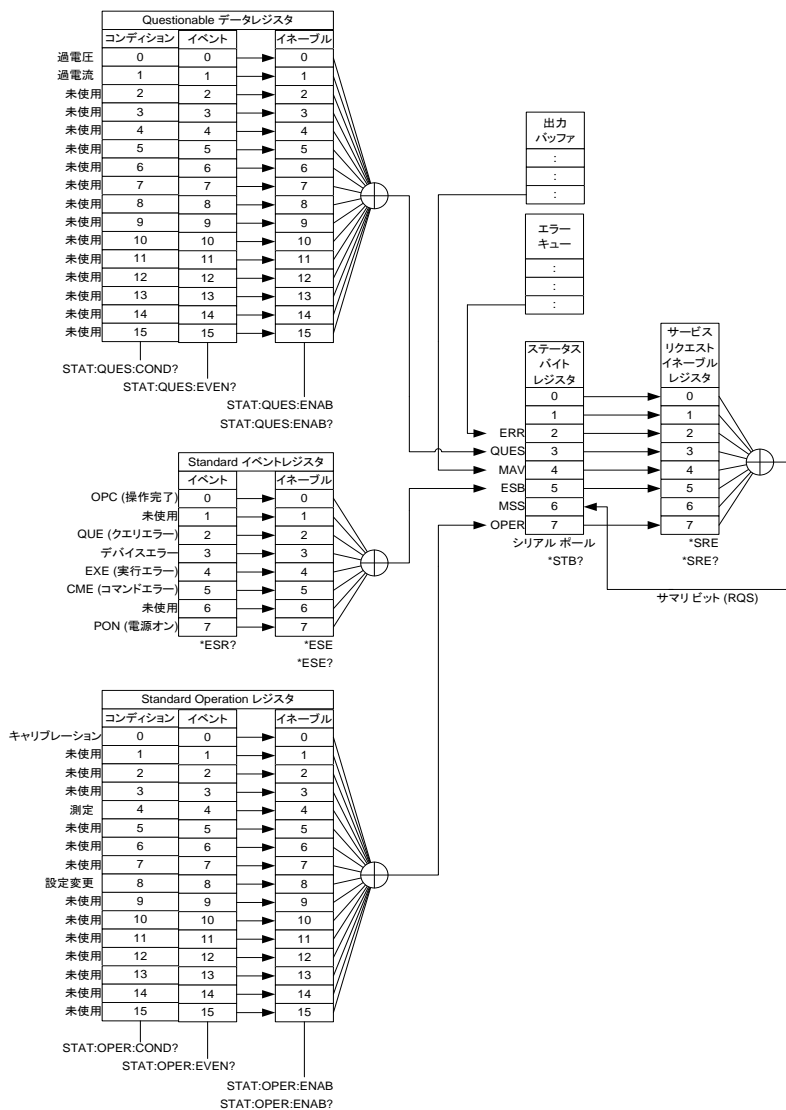 Questionable データレジスタ
コンディション イベント イネーブル
過電圧 0 0 0
過電流 1 1 1
未使用 2 2 2
未使用 3 3 3
未使用 4 4 4
未使用 5 5 5
未使用 6 6 6
未使用 7 7 7
未使用 8 8 8
未使用 9 9 9
未使用 10 10 10
未使用 11 11 11
未使用 12 12 12
未使用 13 13 13
未使用 14 14 14
未使用 15 15 15
STAT:QUES:COND?
STAT:QUES:EVEN?
STAT:QUES:ENAB
STAT:QUES:ENAB?
出力
バッファ
:
:
:
エラー
キュー
:
:
:
Standard イベントレジスタ
イベント イネーブル
OPC (操作完了) 0 0
未使用 1 1
QUE (クエリエラー) 2 2
デバイスエラー 3 3
EXE (実行エラー) 4 4
CME (コマンドエラー) 5 5
未使用 6 6
PON (電源オン) 7 7
*ESR? *ESE
*ESE?
ステータス
バイト
レジスタ
0
1
ERR 2
QUES 3
MAV 4
ESB 5
MSS 6
OPER 7
シリアル ポール
*STB?
サービス
リクエスト
イネーブル
レジスタ
0
1
2
3
4
5
6
7
*SRE
*SRE?
サマリ ビット (RQS)
Standard Operation レジスタ
コンディション イベント イネーブル
キャリブレーション 0 0 0
未使用 1 1 1
未使用 2 2 2
未使用 3 3 3
測定 4 4 4
未使用 5 5 5
未使用 6 6 6
未使用 7 7 7
設定変更 8 8 8
未使用 9 9 9
未使用 10 10 10
未使用 11 11 11
未使用 12 12 12
未使用 13 13 13
未使用 14 14 14
未使用 15 15 15
STAT:OPER:COND?
STAT:OPER:EVEN?
STAT:OPER:ENAB
STAT:OPER:ENAB?